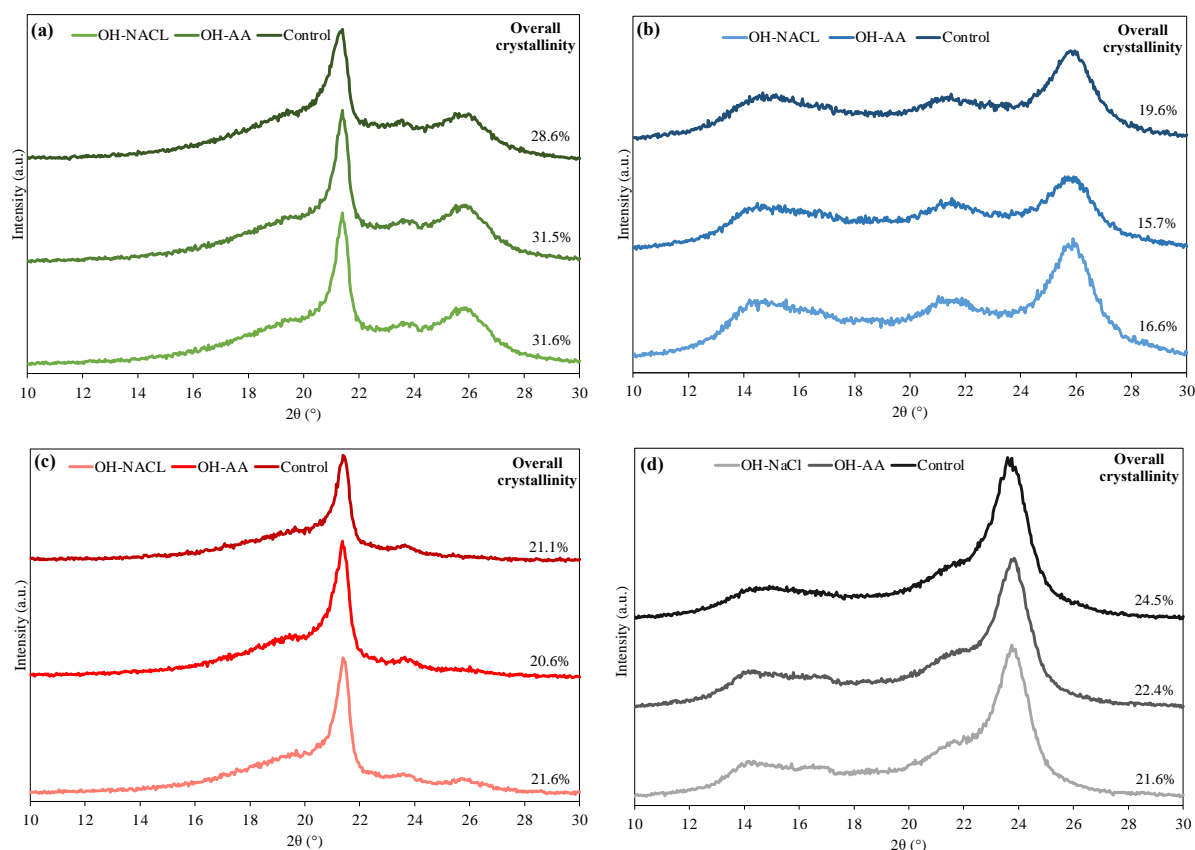 (a)
OH-NACL OH-AA Control
Overall
crystallinity
28.6%
31.5%
31.6%
Intensity (a.u.)
10 12 14 16 18 20 22 24 26 28 30
2θ (°)
(b)
OH-NACL OH-AA Control
Overall
crystallinity
19.6%
15.7%
16.6%
Intensity (a.u.)
10 12 14 16 18 20 22 24 26 28 30
2θ (°)
(c)
OH-NACL OH-AA Control
Overall
crystallinity
21.1%
20.6%
21.6%
Intensity (a.u.)
10 12 14 16 18 20 22 24 26 28 30
2θ (°)
(d)
OH-NaCl OH-AA Control
Overall
crystallinity
24.5%
22.4%
21.6%
Intensity (a.u.)
10 12 14 16 18 20 22 24 26 28 30
2θ (°)